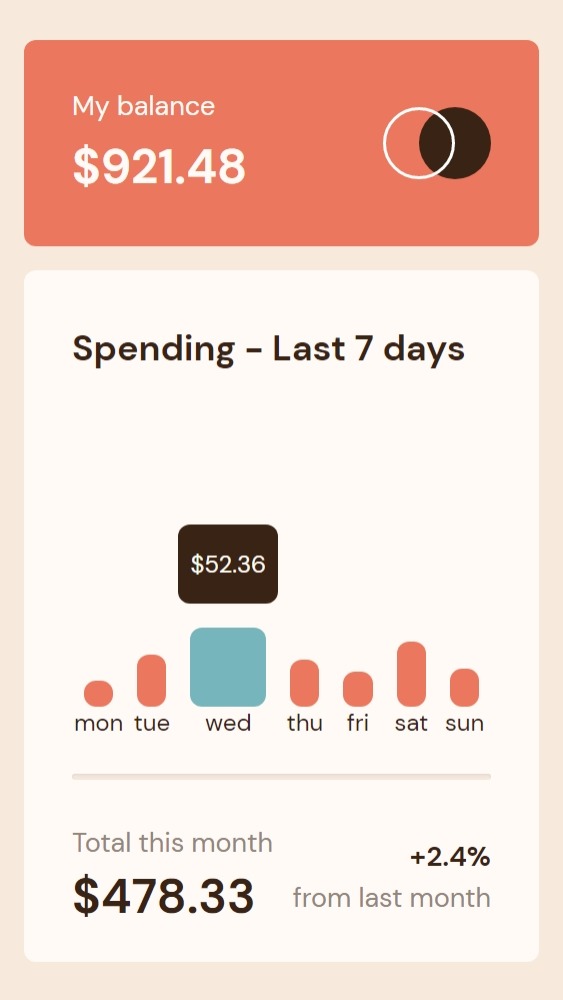 My balance
$921.48
Spending - Last 7 days
$52.36
mon tue wed thu fri sat sun
Total this month
$478.33
+2.4%
from last month